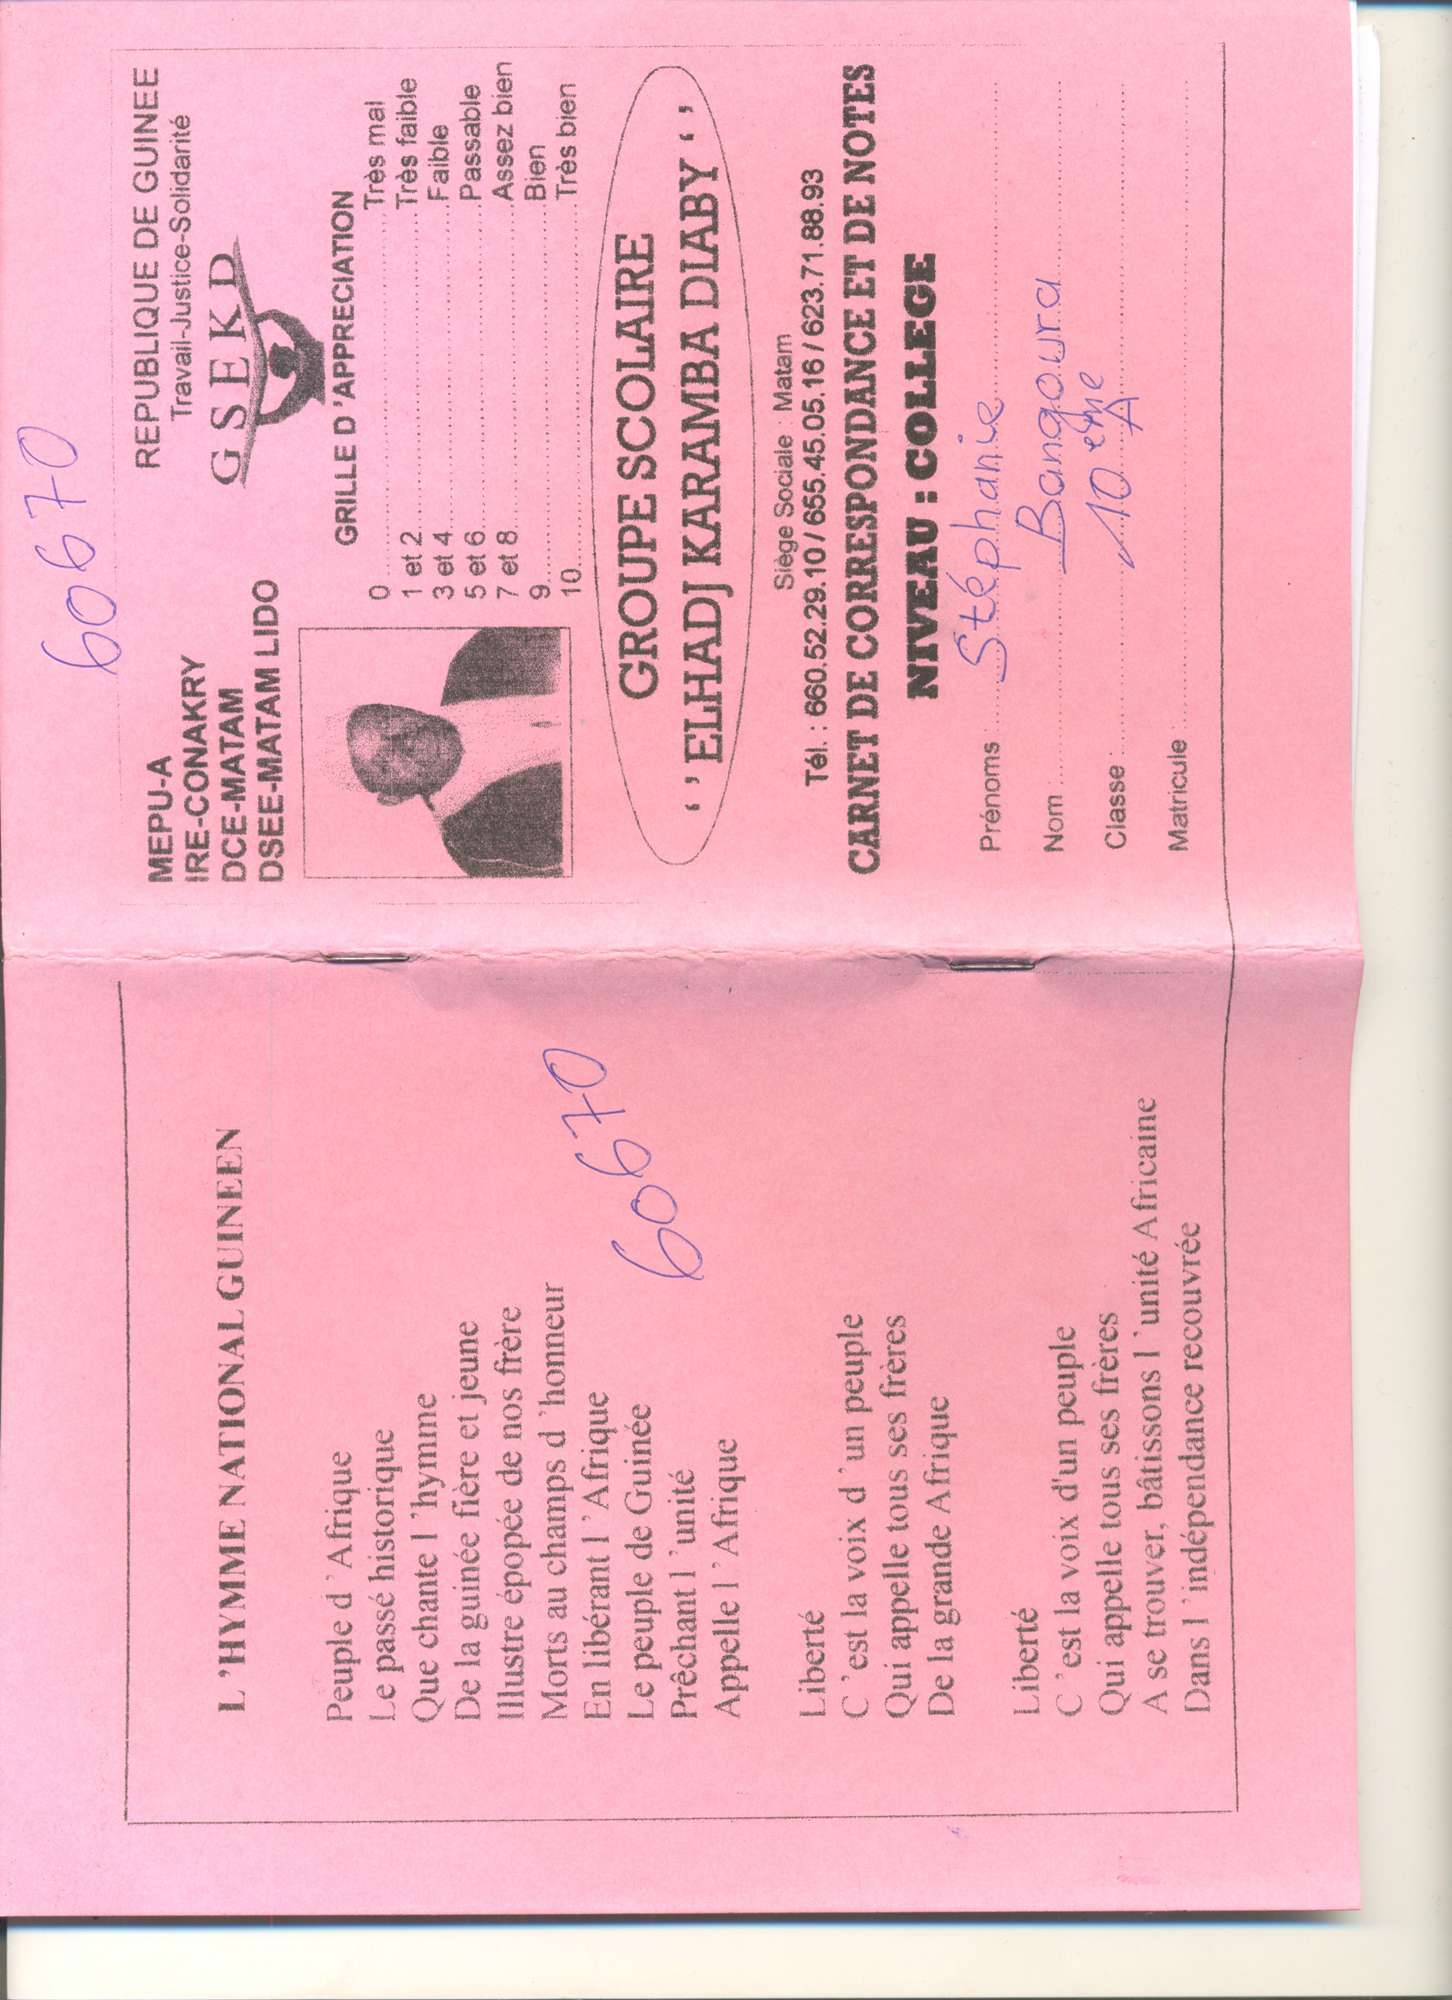 L'HYMME NATIONAL GUINEEN
Peuple d'Afrique
Le passé historique
Que chante l'hymne
De la guinée fière et jeune
Illustre épopée de nos frère
Morts au champs d'honneur
En libérant l'Afrique
Le peuple de Guinée
Prêchant l'unité
Appelle l'Afrique
60670
Liberté
C'est la voix d'un peuple
Qui appelle tous ses frères
De la grande Afrique
Liberté
C'est la voix d'un peuple
Qui appelle tous ses frères
A se trouver, bâtissons l'unité Africaine
Dans l'indépendance recouvrée
60670
MEPU-A
IRE-CONAKRY
DCE-MATAM
DSEE-MATAM LIDO
REPUBLIQUE DE GUINEE
Travail-Justice-Solidarité
GSEKD
GRILLE D'APPRECIATION
0 Très mal
1 et 2 Très faible
3 et 4 Faible
5 et 6 Passable
7 et 8 Assez bien
9 Bien
10 Très bien
GROUPE SCOLAIRE
‘ ’ ELHADJ KARAMBA DIABY ‘ ’
Siège Sociale : Matam
Tél. : 660.52.29.10 / 655.45.05.16 / 623.71.88.93
CARNET DE CORRESPONDANCE ET DE NOTES
NIVEAU : COLLEGE
Prénoms Stéphanie
Nom : Bangoura
Classe : 10 ème A
Matricule :